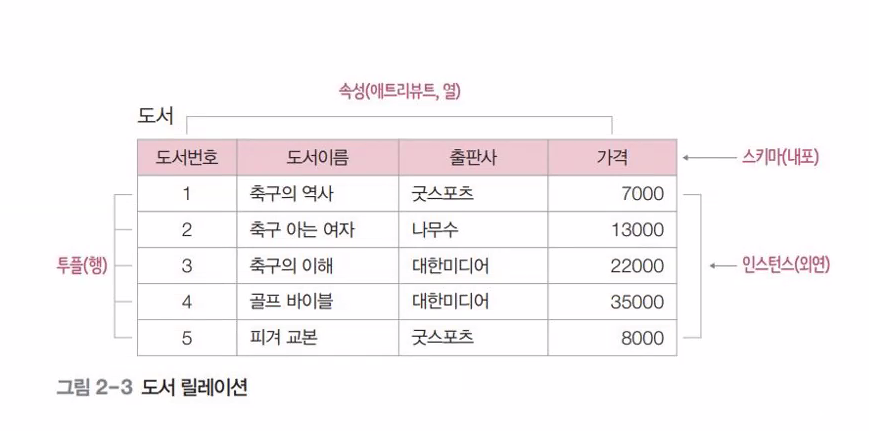 속성(애트리뷰트, 열)
도서
도서번호 도서이름 출판사 가격
스키마(내포)
1 축구의 역사 굿스포츠 7000
2 축구 아는 여자 나무수 13000
투플(행)
3 축구의 이해 대한미디어 22000
인스턴스(외연)
4 골프 바이블 대한미디어 35000
5 피겨 교본 굿스포츠 8000
그림 2-3 도서 릴레이션